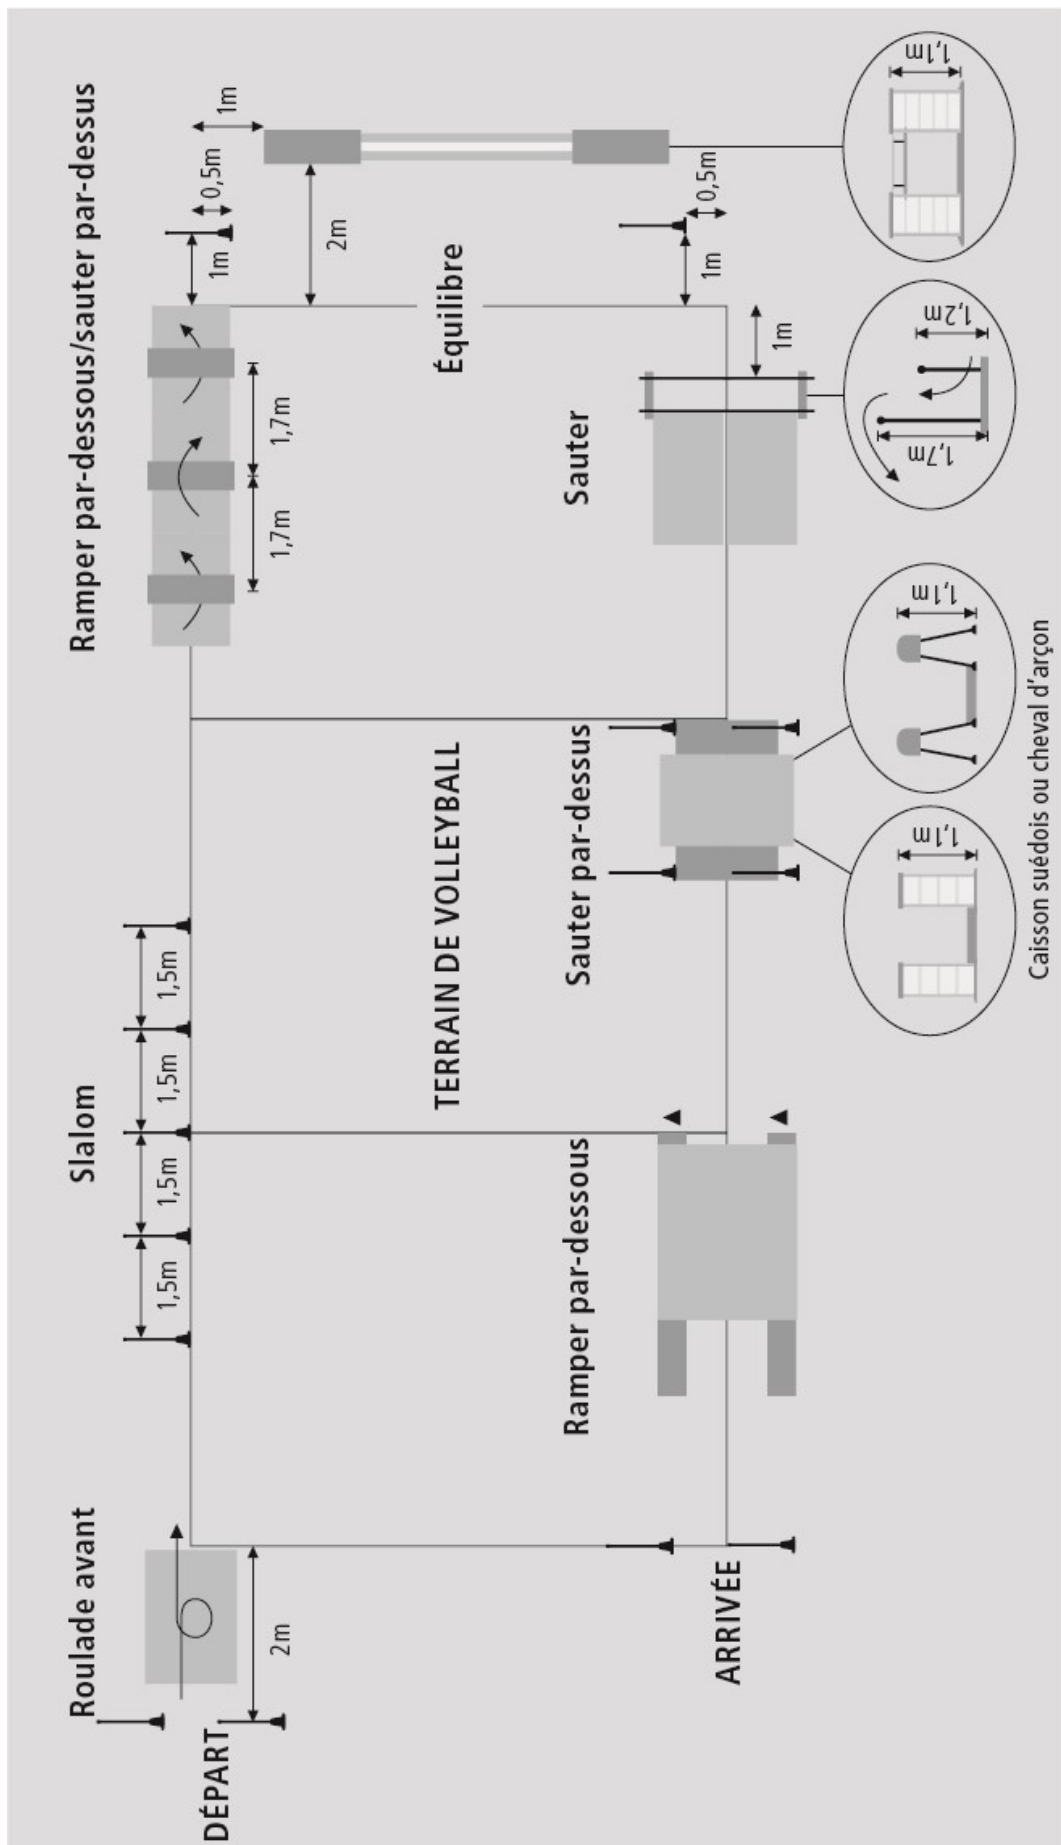 DÉPART
Roulade avant
2m
Slalom
1,5m
1,5m
1,5m
1,5m
Ramper par-dessous/sauter par-dessus
1,7m
1,7m
1m
0,5m
1m
2m
Équilibre
0,5m
1m
1m
Sauter
TERRAIN DE VOLLEYBALL
Sauter par-dessus
Ramper par-dessous
ARRIVÉE
1,1m
1,2m
1,7m
1,1m
1,1m
Caisson suédois ou cheval d'arçon